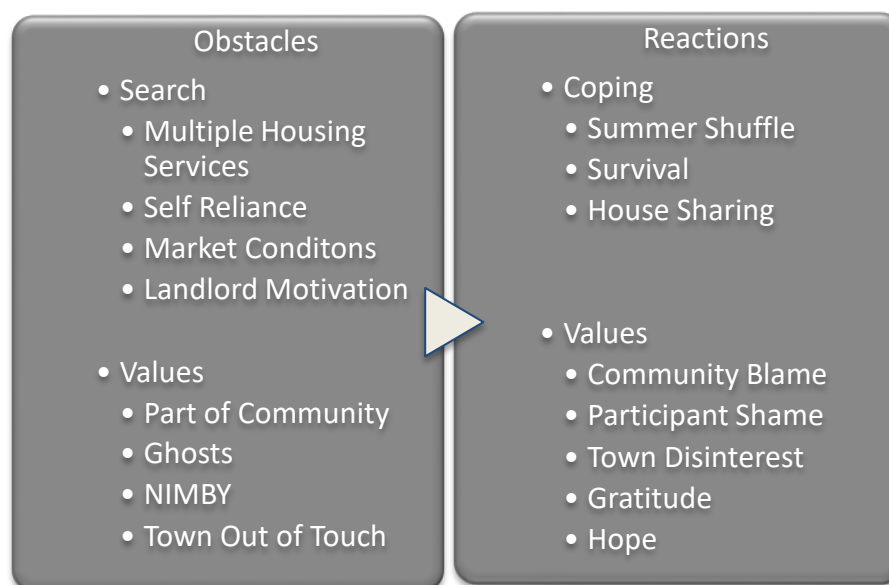 Obstacles
• Search
• Multiple Housing
Services
• Self Reliance
• Market Conditons
• Landlord Motivation
• Values
• Part of Community
• Ghosts
• NIMBY
• Town Out of Touch
Reactions
• Coping
• Summer Shuffle
• Survival
• House Sharing
• Values
• Community Blame
• Participant Shame
• Town Disinterest
• Gratitude
• Hope